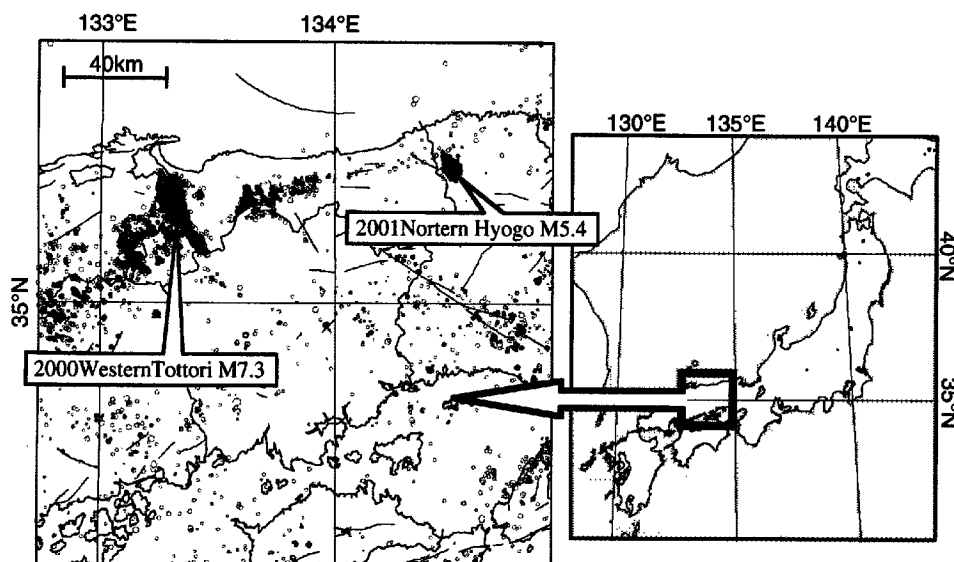 133°E 134°E
40km
130°E 135°E 140°E
2001Nortern Hyogo M5.4
40°N
35°N
2000WesternTottori M7.3
35°N